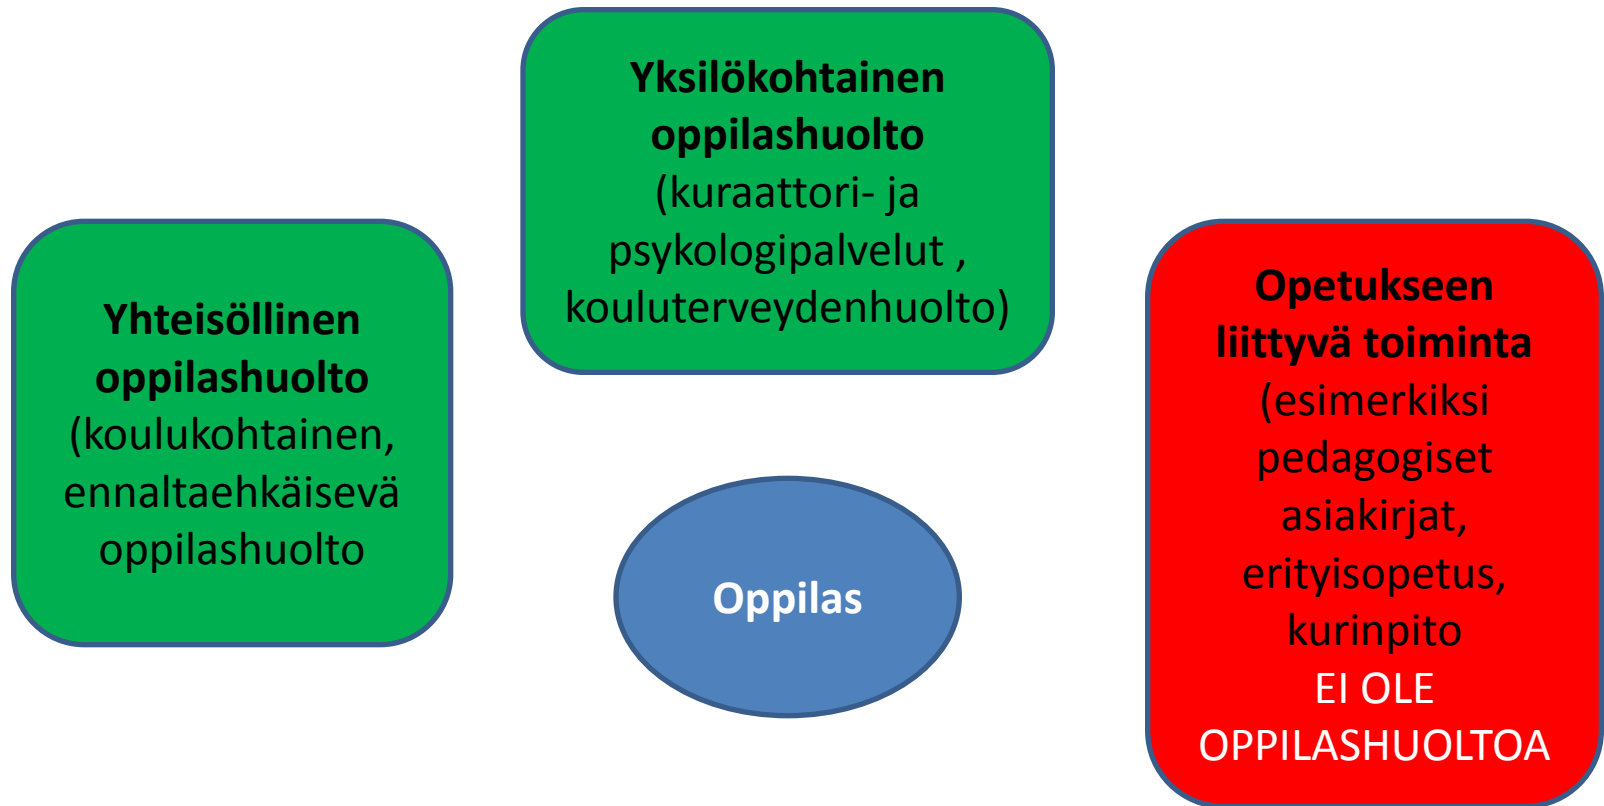 Yksilökohtainen
oppilashuolto
(kuraattori- ja
psykologipalvelut ,
kouluterveydenhuolto)
Yhteisöllinen
oppilashuolto
(koulukohtainen,
ennaltaehkäisevä
oppilashuolto
Opetukseen
liittyvä toiminta
(esimerkiksi
pedagogiset
asiakirjat,
erityisopetus,
kurinpito
EI OLE
OPPILASHUOLTOA
Oppilas